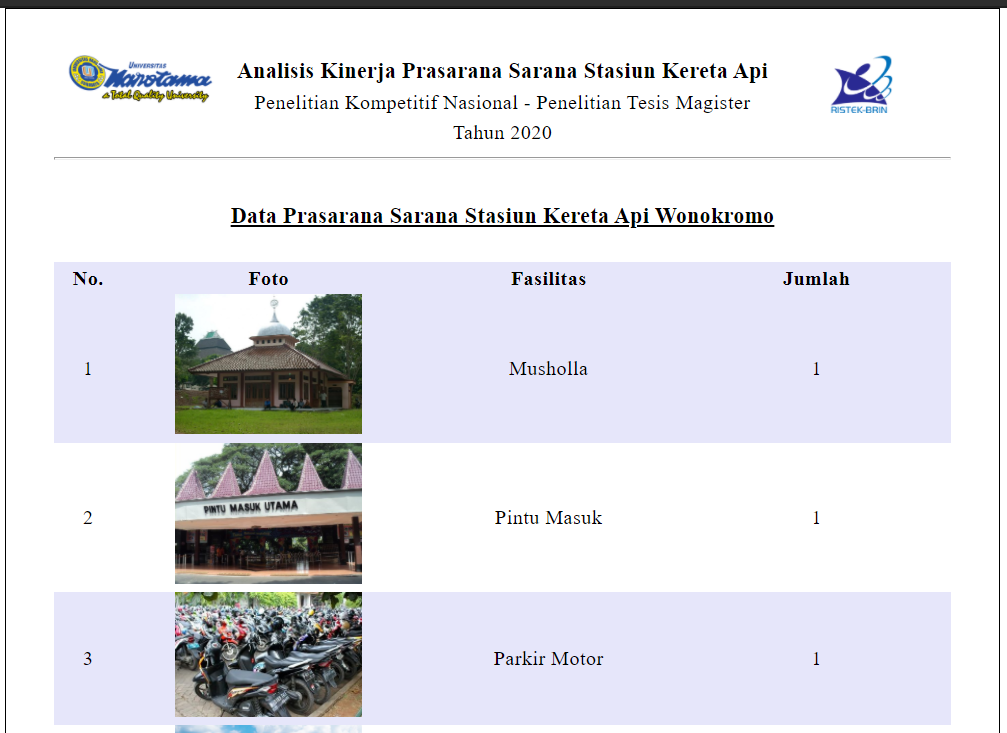 UNIVERSITAS
Narotama
a Total Quality University
Analisis Kinerja Prasarana Sarana Stasiun Kereta Api
Penelitian Kompetitif Nasional - Penelitian Tesis Magister
Tahun 2020
RISTEK-BRIN
Data Prasarana Sarana Stasiun Kereta Api Wonokromo
No. Foto Fasilitas Jumlah
1 Musholla 1
2 PINTU MASUK UTAMA Pintu Masuk 1
3 Parkir Motor 1